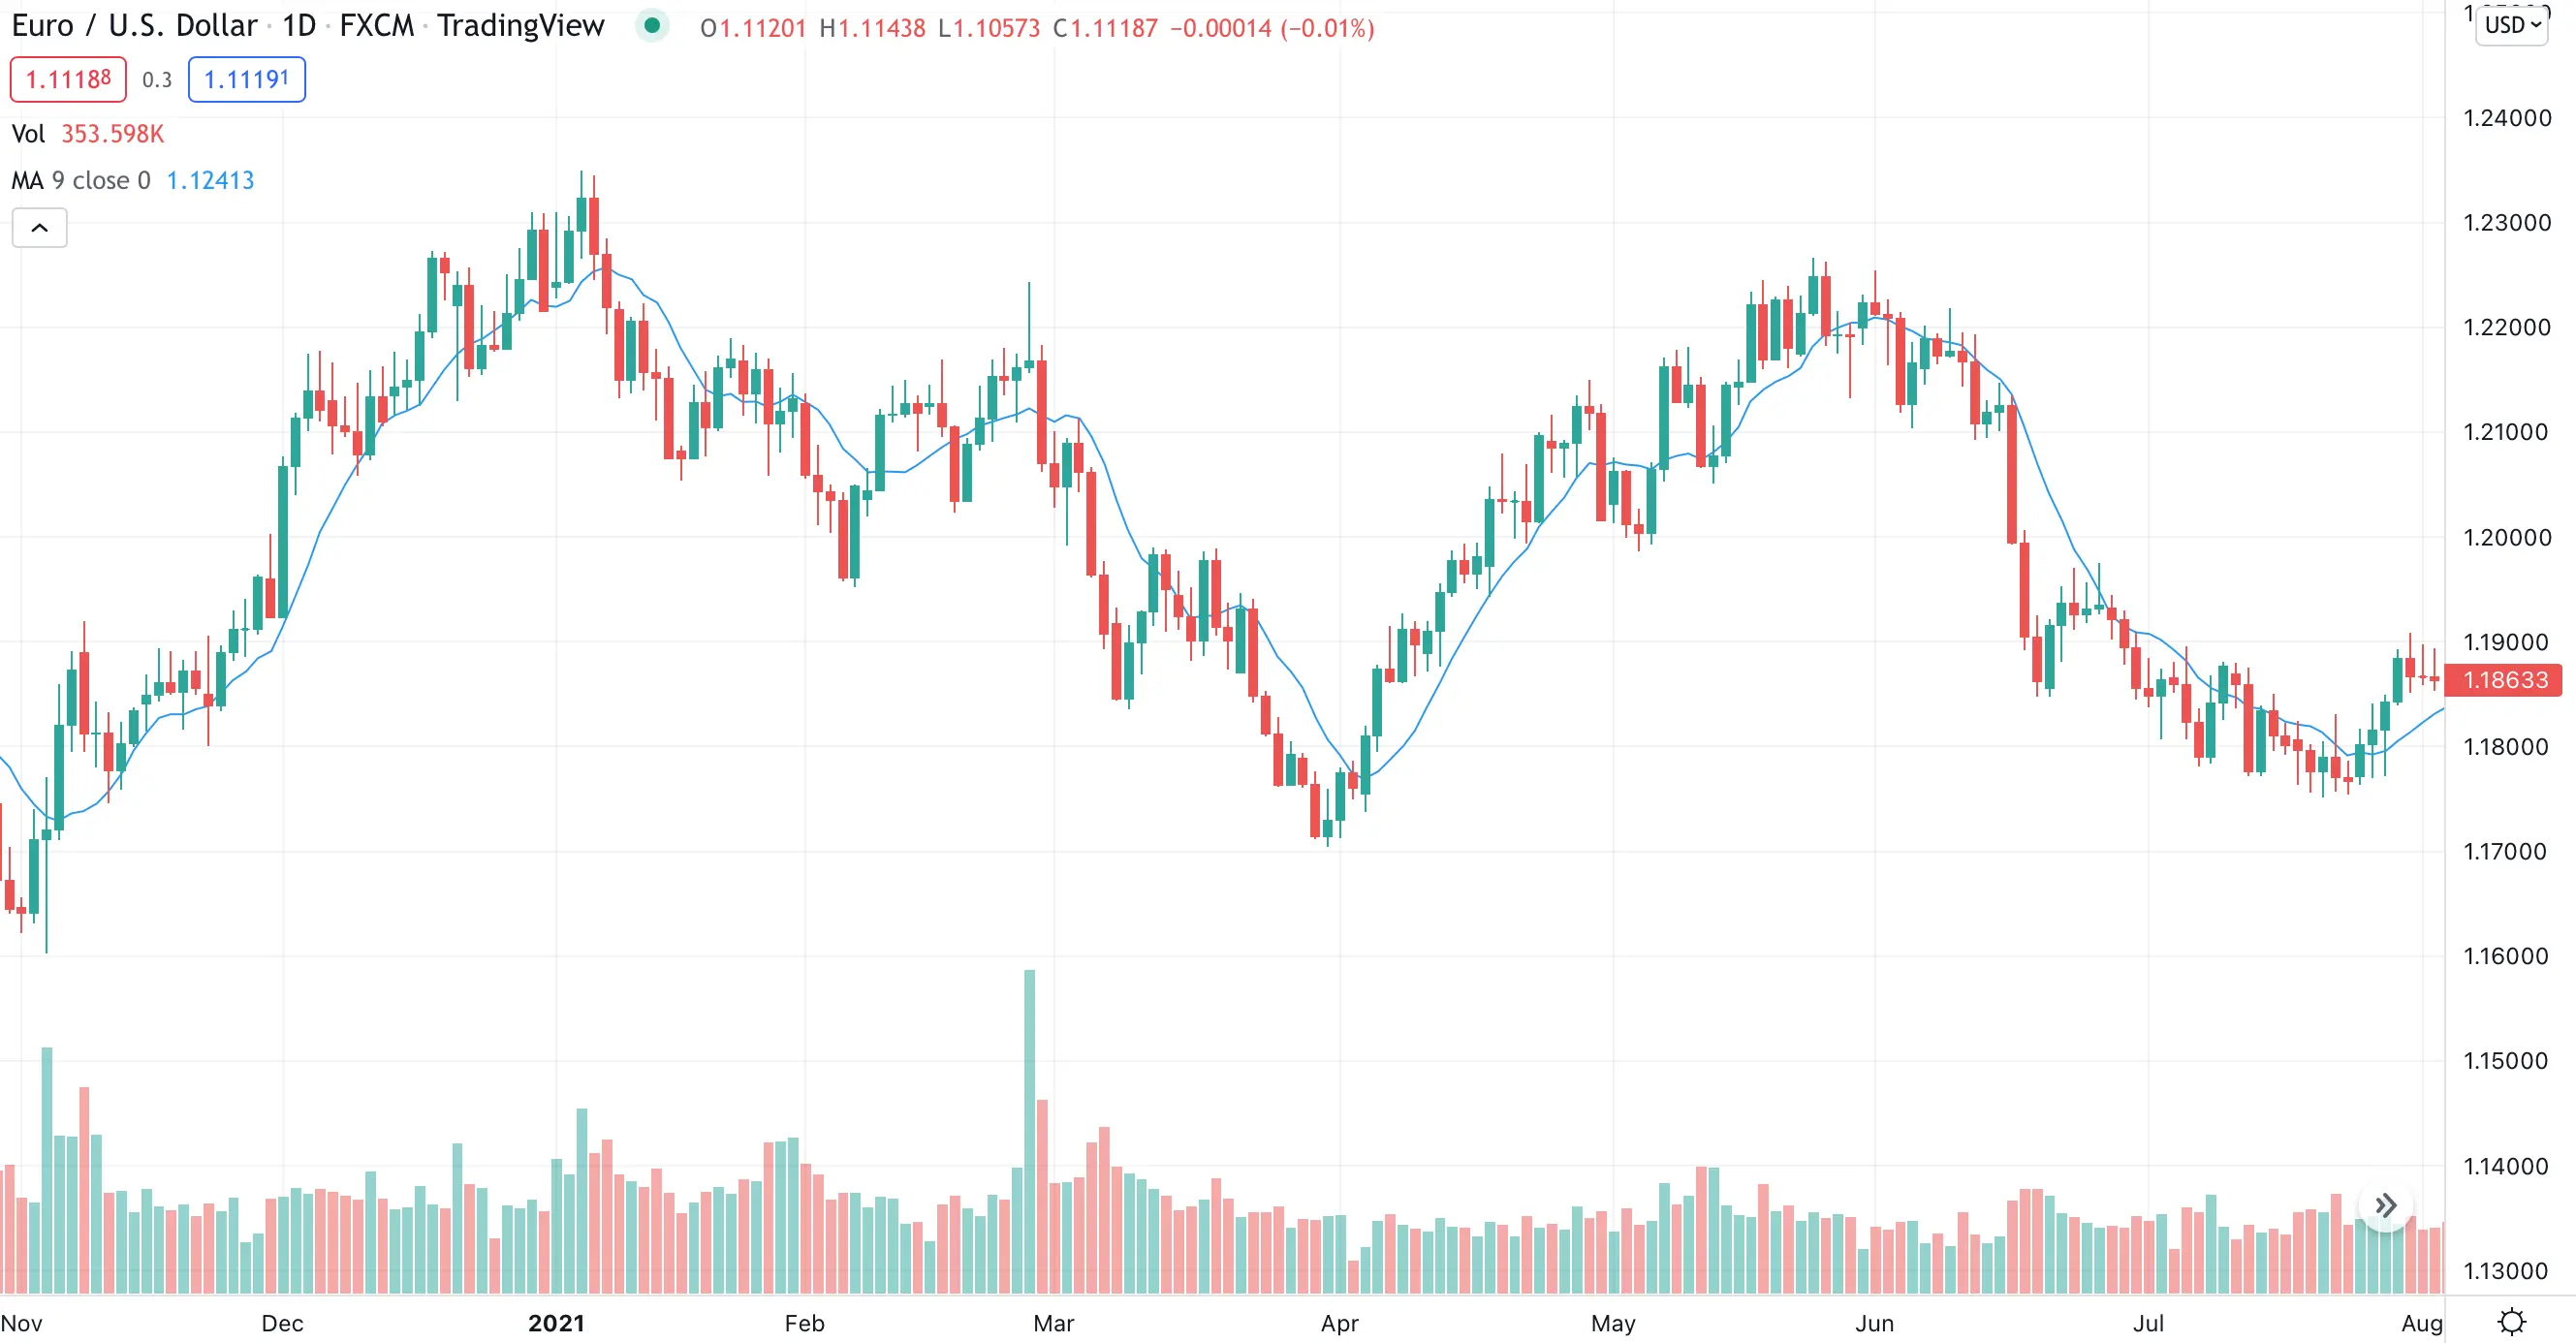 Euro / U.S. Dollar · 1D · FXCM · TradingView O1.11201 H1.11438 L1.10573 C1.11187 −0.00014 (−0.01%)
USD
1.11188 0.3 1.11191
Vol 353.598K
MA 9 close 0 1.12413
1.24000
1.23000
1.22000
1.21000
1.20000
1.19000
1.18633
1.18000
1.17000
1.16000
1.15000
1.14000
1.13000
Nov Dec 2021 Feb Mar Apr May Jun Jul Aug